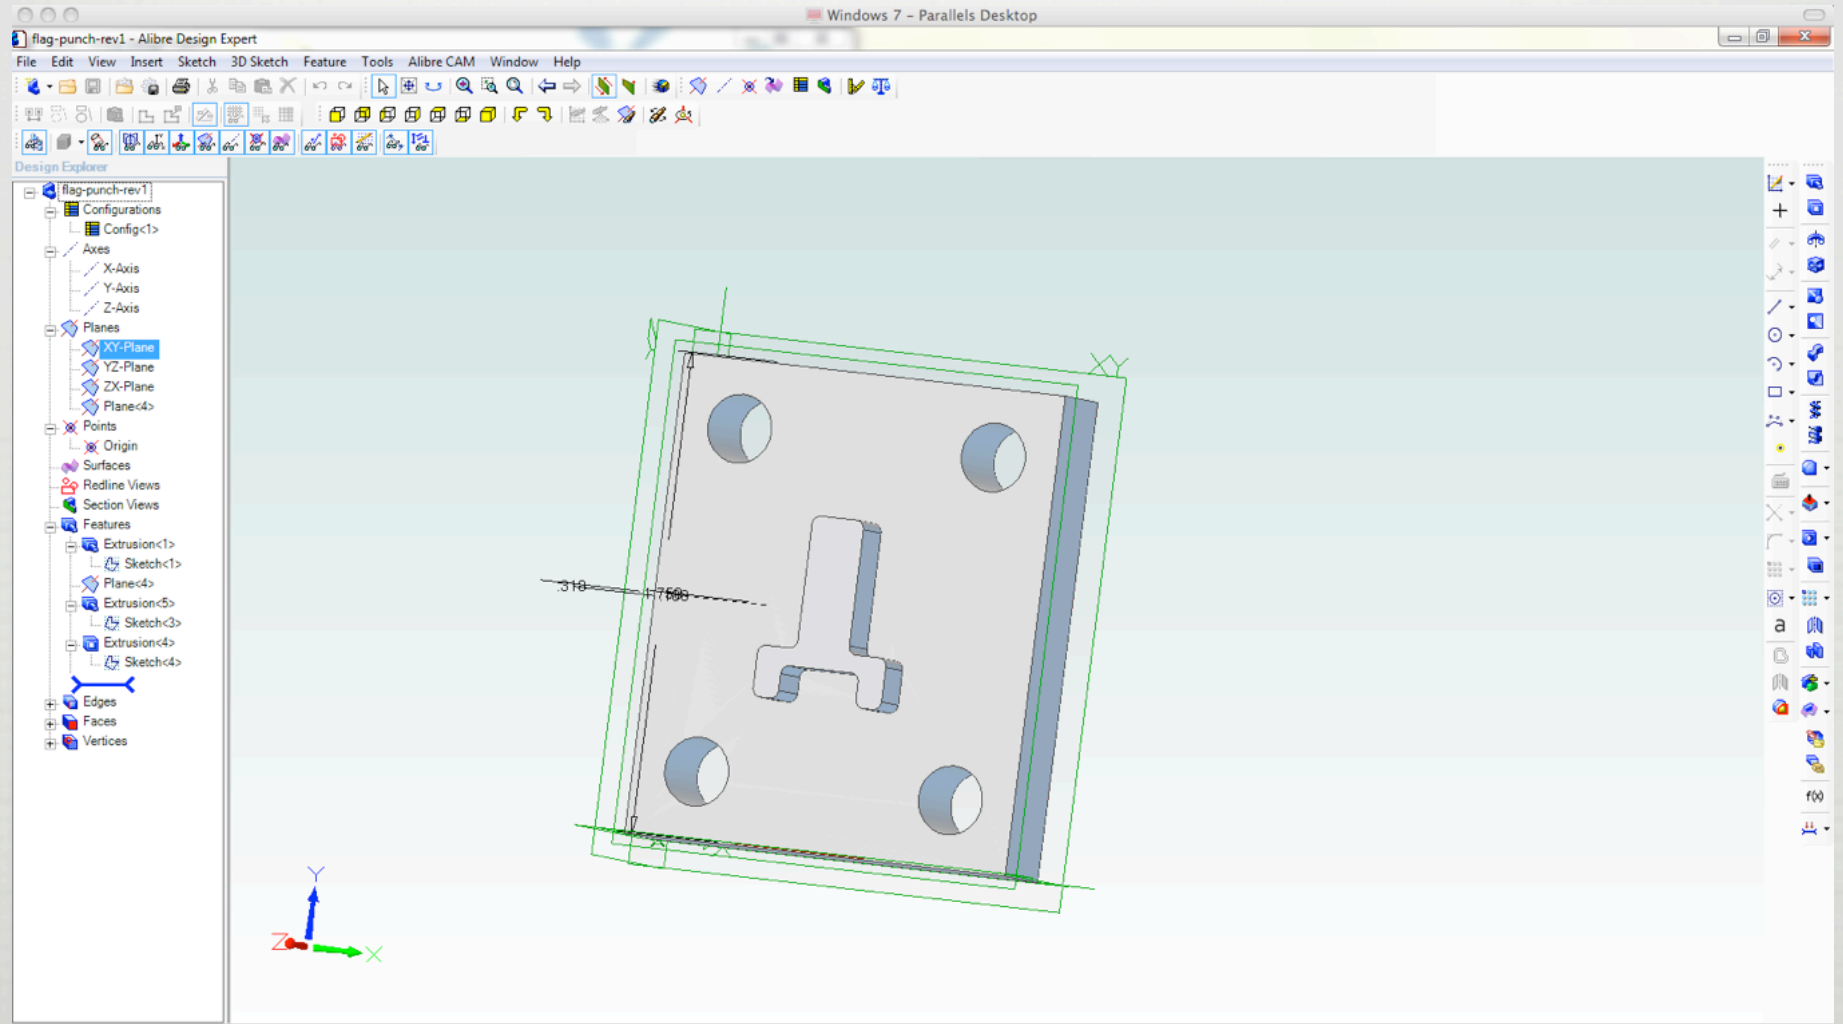 Windows 7 – Parallels Desktop
flag-punch-rev1 - Alibre Design Expert
File Edit View Insert Sketch 3D Sketch Feature Tools Alibre CAM Window Help
Design Explorer
flag-punch-rev1
Configurations
Config<1>
Axes
X-Axis
Y-Axis
Z-Axis
Planes
XY-Plane
YZ-Plane
ZX-Plane
Plane<4>
Points
Origin
Surfaces
Redline Views
Section Views
Features
Extrusion<1>
Sketch<1>
Plane<4>
Extrusion<5>
Sketch<3>
Extrusion<4>
Sketch<4>
Edges
Faces
Vertices
XY
.310
Y
Z
X
a
f(x)